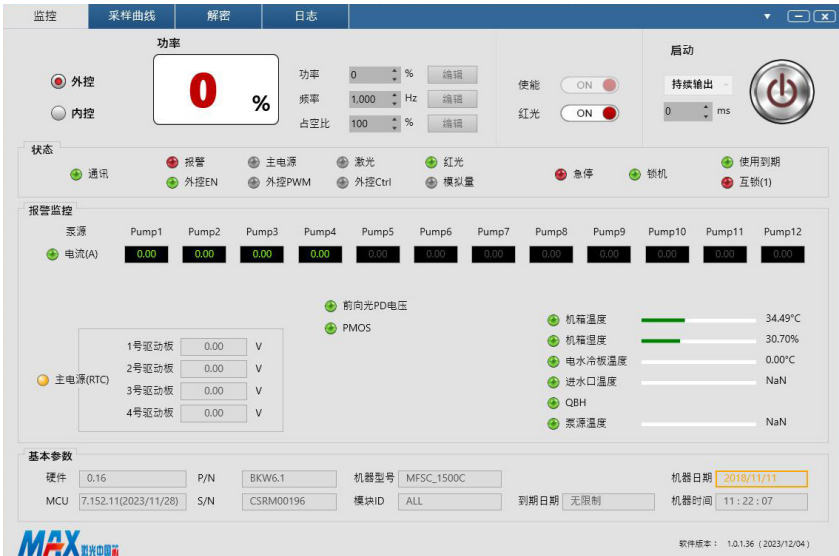 监控 采样曲线 解密 日志
功率 启动
外控 0 % 功率 0 % 编辑 使能 ON 持续输出
内控 频率 1,000 Hz 编辑 红光 ON 0 ms
占空比 100 % 编辑
状态
通讯 报警 主电源 激光 红光 急停 锁机 使用到期
外控EN 外控PWM 外控Ctrl 模拟量 互锁(1)
报警监控
泵源 Pump1 Pump2 Pump3 Pump4 Pump5 Pump6 Pump7 Pump8 Pump9 Pump10 Pump11 Pump12
电流(A) 0.00 0.00 0.00 0.00 0.00 0.00 0.00 0.00 0.00 0.00 0.00 0.00
前向光PD电压
PMOS
机箱温度 34.49°C
机箱湿度 30.70%
电水冷板温度 0.00°C
进水口温度 NaN
QBH
泵源温度 NaN
主电源(RTC)
1号驱动板 0.00 V
2号驱动板 0.00 V
3号驱动板 0.00 V
4号驱动板 0.00 V
基本参数
硬件 0.16 P/N BKW6.1 机器型号 MFSC_1500C 机器日期 2018/11/11
MCU 7.152.11(2023/11/28) S/N CSRM00196 模块ID ALL 到期日期 无限制 机器时间 11:22:07
MAX 激光中国芯
软件版本： 1.0.1.36 ( 2023/12/04 )